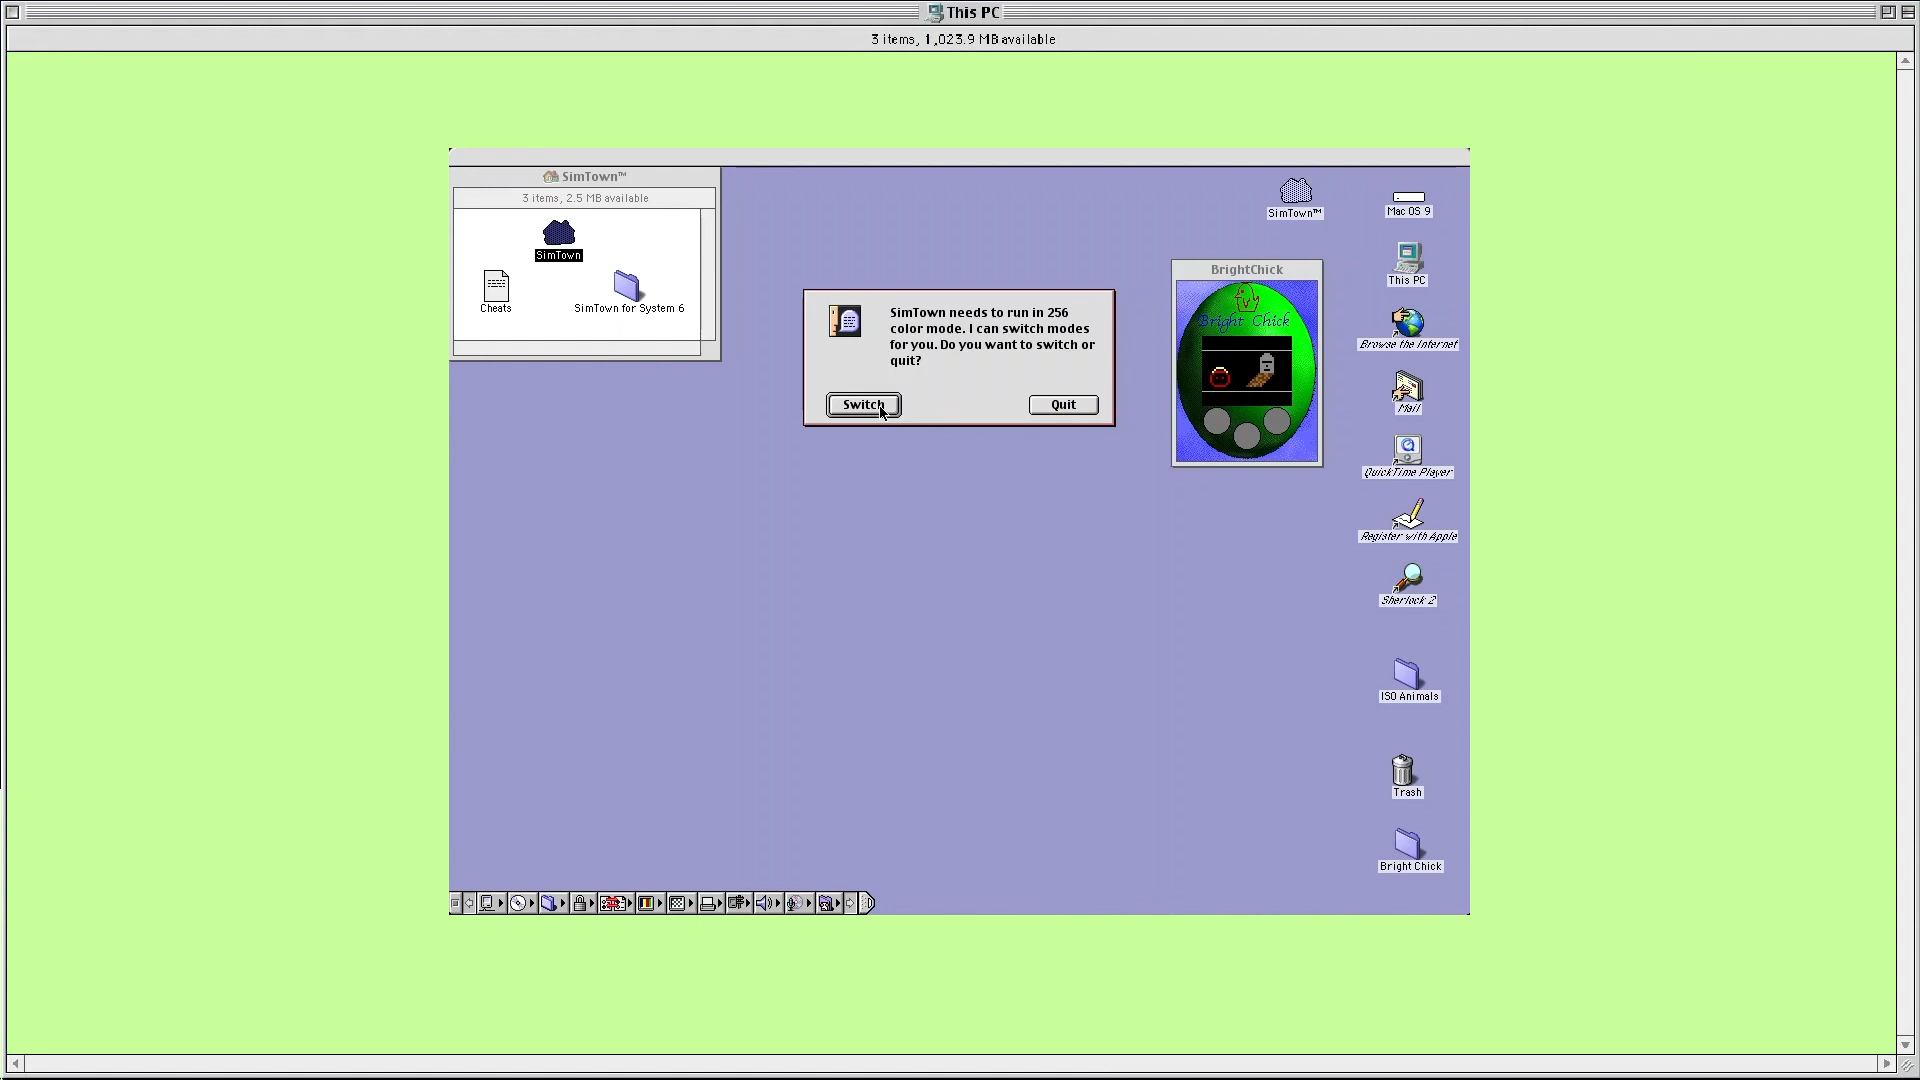 This PC
3 items, 1,023.9 MB available
SimTown™
3 items, 2.5 MB available
SimTown
Cheats
SimTown for System 6
SimTown needs to run in 256
color mode. I can switch modes
for you. Do you want to switch or
quit?
Switch
Quit
SimTown™
BrightChick
Bright Chick
Mac OS 9
This PC
Browse the Internet
Mail
QuickTime Player
Register with Apple
Sherlock 2
ISO Animals
Trash
Bright Chick